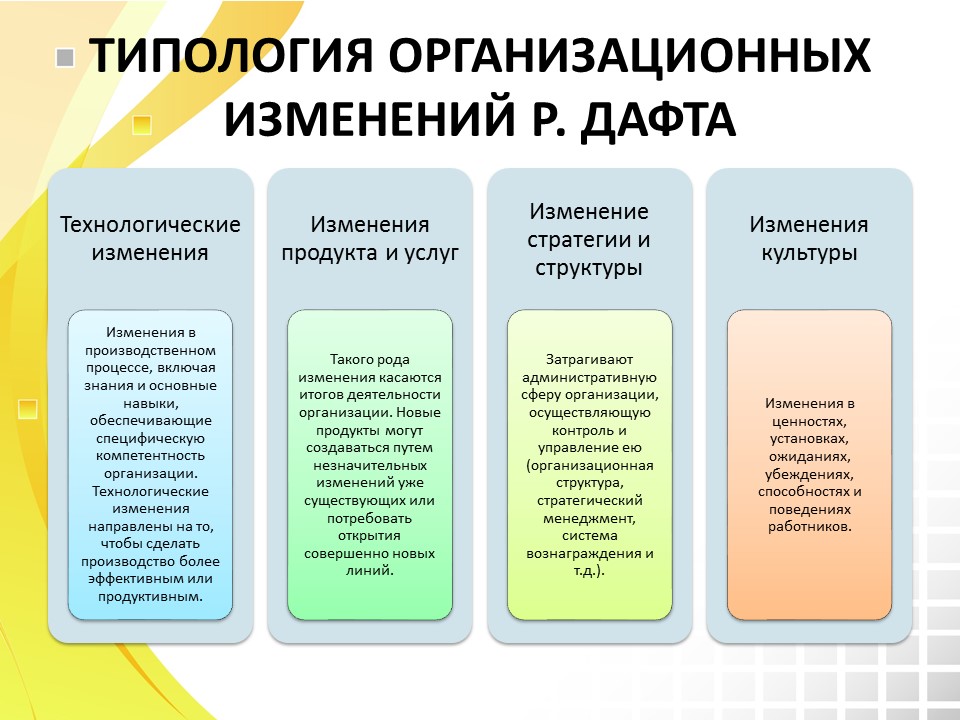 ТИПОЛОГИЯ ОРГАНИЗАЦИОННЫХ
ИЗМЕНЕНИЙ Р. ДАФТА
Технологические
изменения
Изменения в
производственном
процессе, включая
знания и основные
навыки,
обеспечивающие
специфическую
компетентность
организации.
Технологические
изменения
направлены на то,
чтобы сделать
производство более
эффективным или
продуктивным.
Изменения
продукта и услуг
Такого рода
изменения касаются
итогов деятельности
организации. Новые
продукты могут
создаваться путем
незначительных
изменений уже
существующих или
потребовать
открытия
совершенно новых
линий.
Изменение
стратегии и
структуры
Затрагивают
административную
сферу организации,
осуществляющую
контроль и
управление ею
(организационная
структура,
стратегический
менеджмент,
система
вознаграждения и
т.д.).
Изменения
культуры
Изменения в
ценностях,
установках,
ожиданиях,
убеждениях,
способностях и
поведениях
работников.